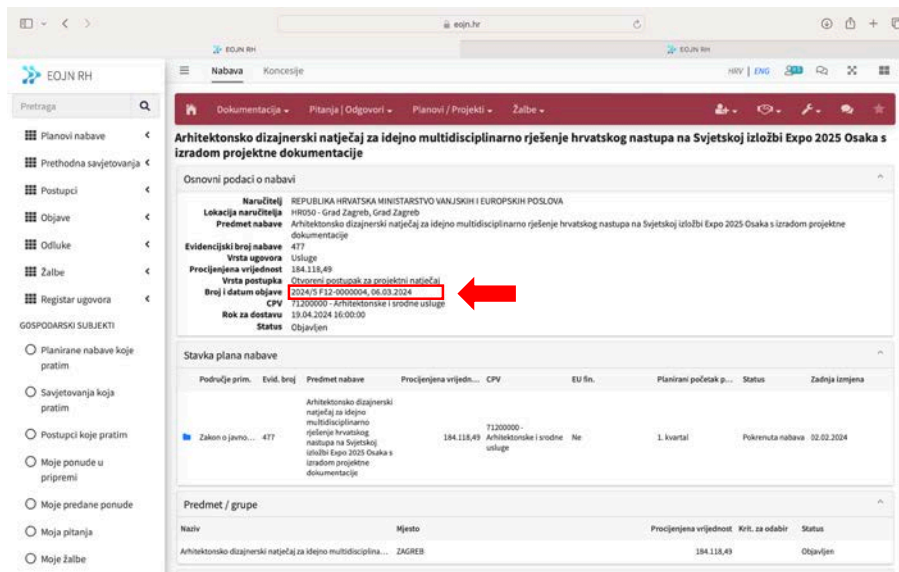 eojn.hr
EOJN RH
EOJN RH
EOJN RH
Nabava Koncesije
HRV | ENG
Pretraga
Dokumentacija Pitanja | Odgovori Planovi / Projekti Žalbe
Planovi nabave
Prethodna savjetovanja
Postupci
Objave
Odluke
Žalbe
Registar ugovora
GOSPODARSKI SUBJEKTI
Planirane nabave koje
pratim
Savjetovanja koja
pratim
Postupci koje pratim
Moje ponude u
pripremi
Moje predane ponude
Moja pitanja
Moje žalbe
Arhitektonsko dizajnerski natječaj za idejno multidisciplinarno rješenje hrvatskog nastupa na Svjetskoj izložbi Expo 2025 Osaka s
izradom projektne dokumentacije
Osnovni podaci o nabavi
Naručitelj REPUBLIKA HRVATSKA MINISTARSTVO VANJSKIH I EUROPSKIH POSLOVA
Lokacija naručitelja HR050 - Grad Zagreb, Grad Zagreb
Predmet nabave Arhitektonsko dizajnerski natječaj za idejno multidisciplinarno rješenje hrvatskog nastupa na Svjetskoj izložbi Expo 2025 Osaka s izradom projektne
dokumentacije
Evidencijski broj nabave 477
Vrsta ugovora Usluge
Procijenjena vrijednost 184.118,49
Vrsta postupka Otvoreni postupak za projektni natječaj
Broj i datum objave 2024/S F12-0000004, 06.03.2024
CPV 71200000 - Arhitektonske i srodne usluge
Rok za dostavu 19.04.2024 16:00:00
Status Objavljen
Stavka plana nabave
Područje prim. Evid. broj Predmet nabave Procijenjena vrijedn... CPV EU fin. Planirani početak p... Status Zadnja izmjena
Zakon o javno... 477 Arhitektonsko dizajnerski
natječaj za idejno
multidisciplinarno
rješenje hrvatskog
nastupa na Svjetskoj
izložbi Expo 2025 Osaka s
izradom projektne
dokumentacije
184.118,49 71200000 -
Arhitektonske i srodne
usluge
Ne 1. kvartal Pokrenuta nabava 02.02.2024
Predmet / grupe
Naziv Mjesto Procijenjena vrijednost Krit. za odabir Status
Arhitektonsko dizajnerski natječaj za idejno multidisciplina... ZAGREB 184.118,49 Objavljen